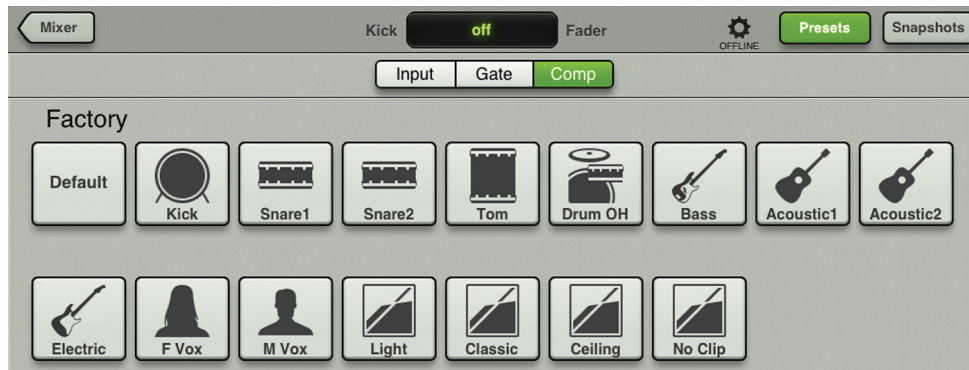 Mixer
Kick off Fader
OFFLINE
Presets
Snapshots
Input Gate Comp
Factory
Default Kick Snare1 Snare2 Tom Drum OH Bass Acoustic1 Acoustic2
Electric F Vox M Vox Light Classic Ceiling No Clip